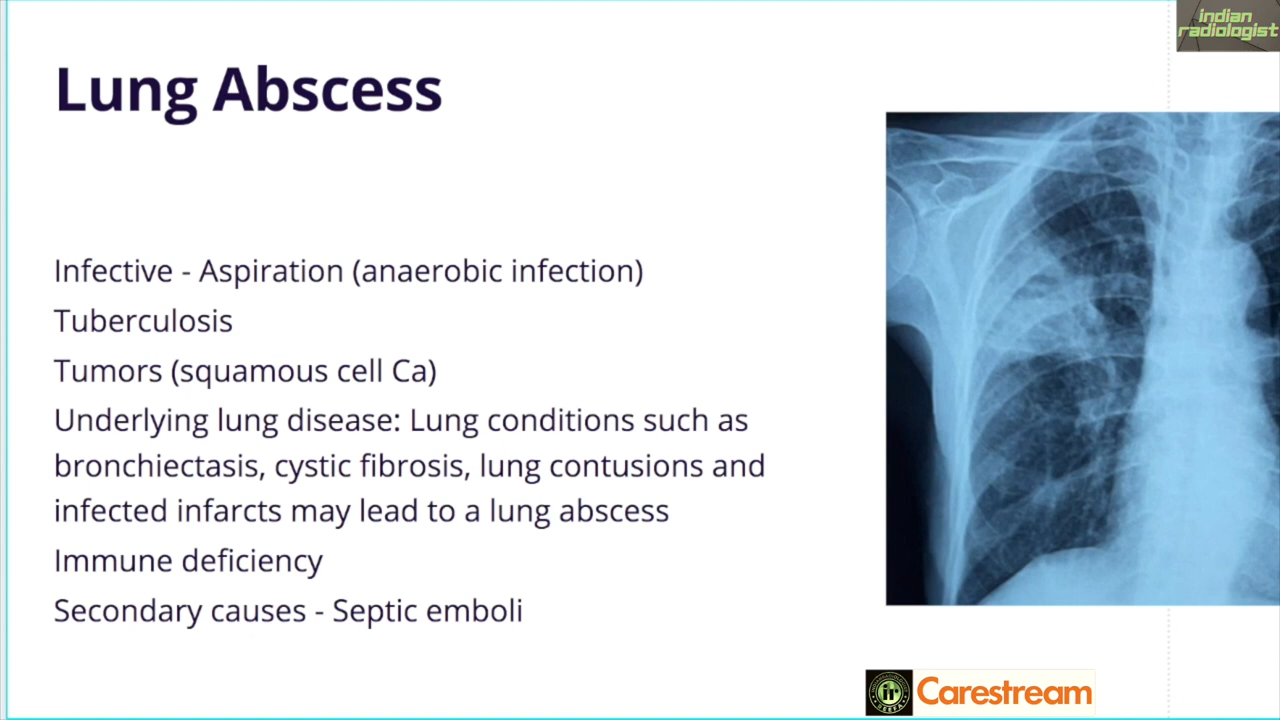 indian
radiologist
Lung Abscess
Infective - Aspiration (anaerobic infection)
Tuberculosis
Tumors (squamous cell Ca)
Underlying lung disease: Lung conditions such as
bronchiectasis, cystic fibrosis, lung contusions and
infected infarcts may lead to a lung abscess
Immune deficiency
Secondary causes - Septic emboli
ir
Carestream